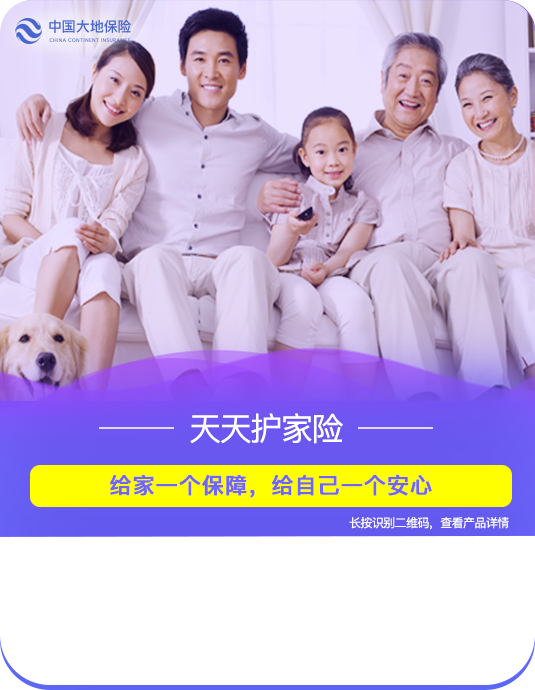 中国大地保险
CHINA CONTINENT INSURANCE
天天护家险
给家一个保障，给自己一个安心
长按识别二维码，查看产品详情